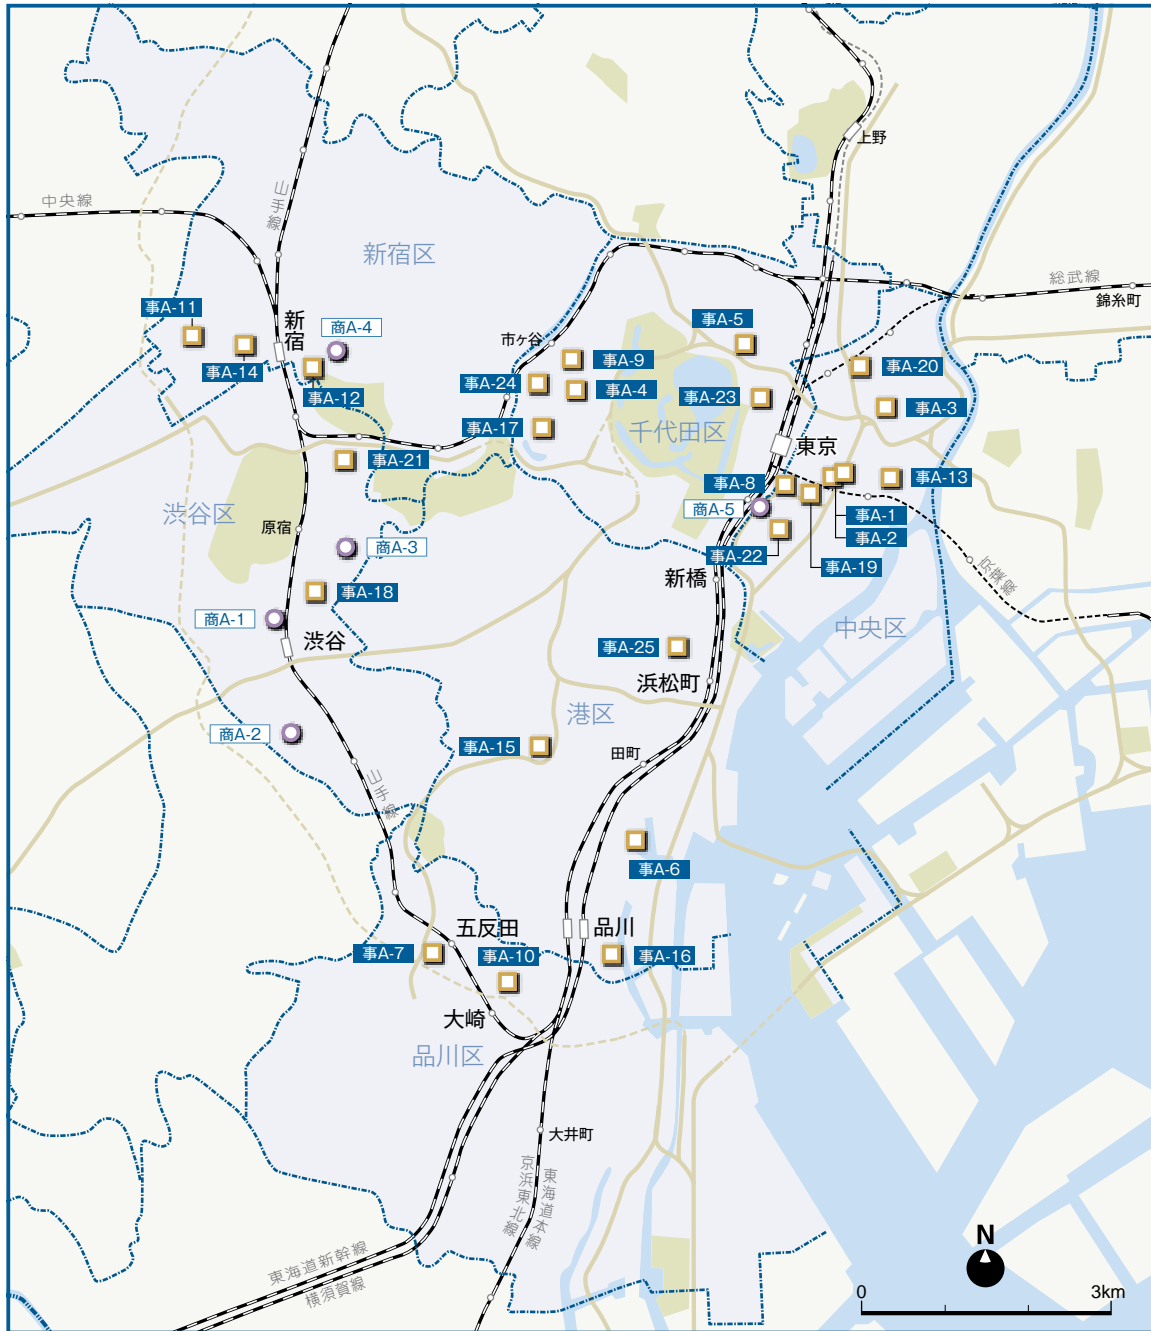 上野
中央線
山手線
新宿区
総武線
錦糸町
事A-11
新宿
商A-4
市ケ谷
事A-5
事A-9
事A-14
事A-20
事A-24
事A-4
事A-12
事A-23
事A-3
事A-17
千代田区
東京
事A-21
事A-8
事A-13
商A-5
渋谷区
事A-1
原宿
事A-2
商A-3
事A-22
事A-19
新橋
京葉線
事A-18
商A-1
中央区
渋谷
事A-25
浜松町
港区
商A-2
事A-15
田町
山手線
事A-6
五反田
品川
事A-7
事A-10
事A-16
大崎
品川区
大井町
東海道本線
京浜東北線
N
東海道新幹線
横須賀線
0 3km